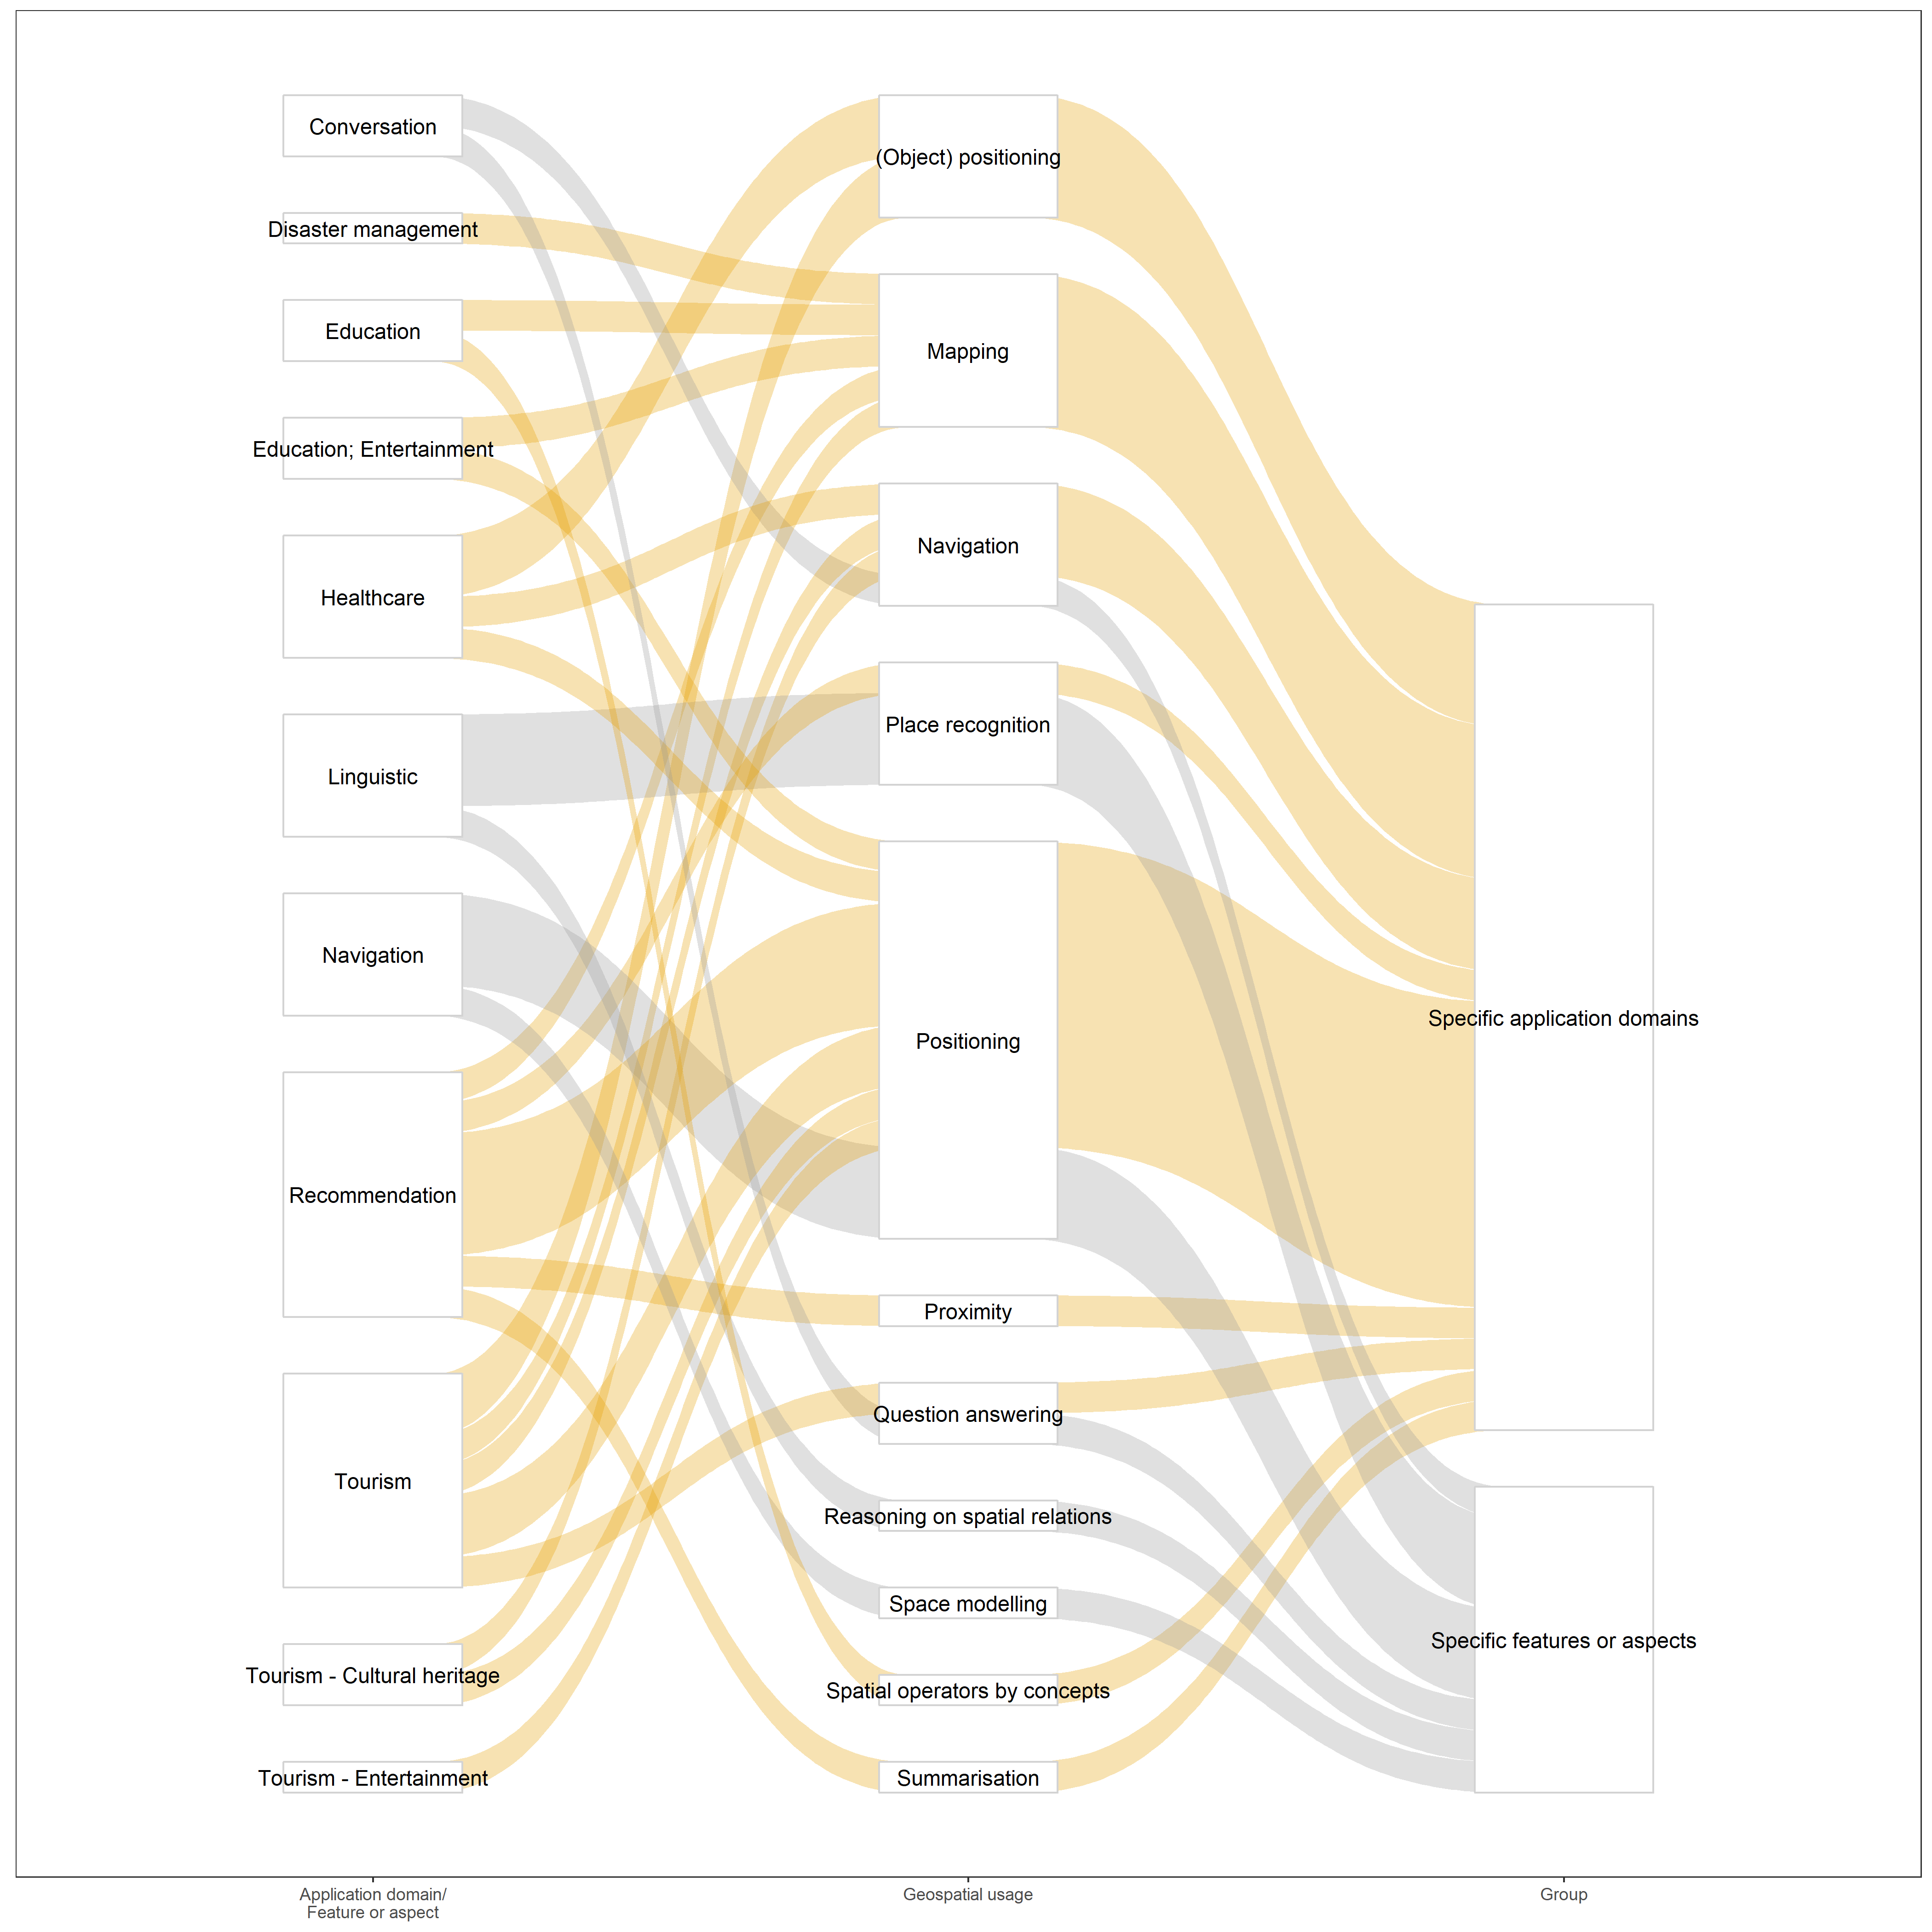 Conversation
Disaster management
Education
Education; Entertainment
Healthcare
Linguistic
Navigation
Recommendation
Tourism
Tourism - Cultural heritage
Tourism - Entertainment
(Object) positioning
Mapping
Navigation
Place recognition
Positioning
Proximity
Question answering
Reasoning on spatial relations
Space modelling
Spatial operators by concepts
Summarisation
Specific application domains
Specific features or aspects
Application domain/
Feature or aspect
Geospatial usage
Group